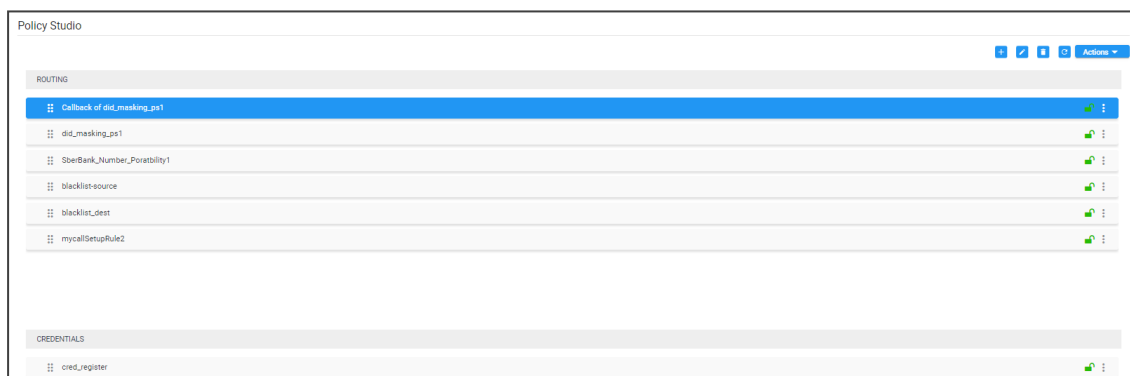 Policy Studio
Actions
ROUTING
Callback of did_masking_ps1
did_masking_ps1
SberBank_Number_Poratbility1
blacklist-source
blacklist_dest
mycallSetupRule2
CREDENTIALS
cred_register